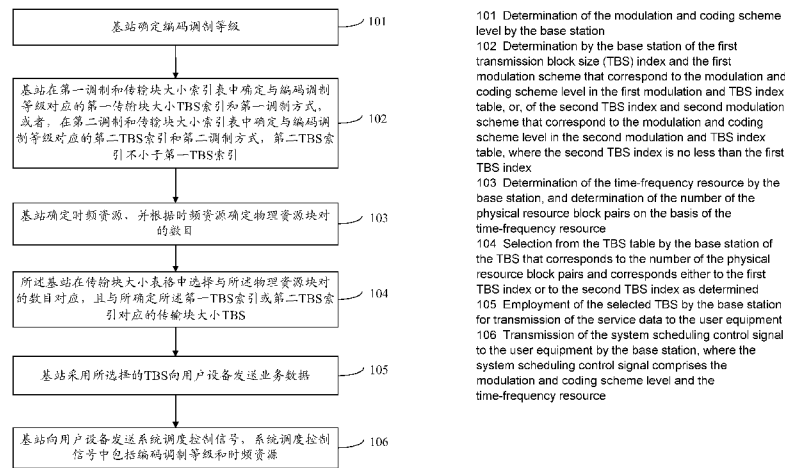 基站确定编码调制等级
101
基站在第一调制和传输块大小索引表中确定与编码调制
等级对应的第一传输块大小TBS索引和第一调制方式,
或者, 在第二调制和传输块大小索引表中确定与编码调
制等级对应的第二TBS索引和第二调制方式, 第二TBS索
引不小于第一TBS索引
102
基站确定时频资源、并根据时频资源确定物理资源块对
的数目
103
所述基站在传输块大小表格中选择与所述物理资源块对
的数目对应, 且与所确定所述第一TBS索引或第二TBS索
引对应的传输块大小TBS
104
基站采用所选择的TBS向用户设备发送业务数据
105
基站向用户设备发送系统调度控制信号, 系统调度控制
信号中包括编码调制等级和时频资源
106
101 Determination of the modulation and coding scheme
level by the base station
102 Determination by the base station of the first
transmission block size (TBS) index and the first
modulation scheme that correspond to the modulation and
coding scheme level in the first modulation and TBS index
table, or, of the second TBS index and second modulation
scheme that correspond to the modulation and coding
scheme level in the second modulation and TBS index
table, where the second TBS index is no less than the first
TBS index
103 Determination of the time-frequency resource by the
base station, and determination of the number of the
physical resource block pairs on the basis of the
time-frequency resource
104 Selection from the TBS table by the base station of
the TBS that corresponds to the number of the physical
resource block pairs and corresponds either to the first
TBS index or to the second TBS index as determined
105 Employment of the selected TBS by the base station
for transmission of the service data to the user equipment
106 Transmission of the system scheduling control signal
to the user equipment by the base station, where the
system scheduling control signal comprises the
modulation and coding scheme level and the
time-frequency resource